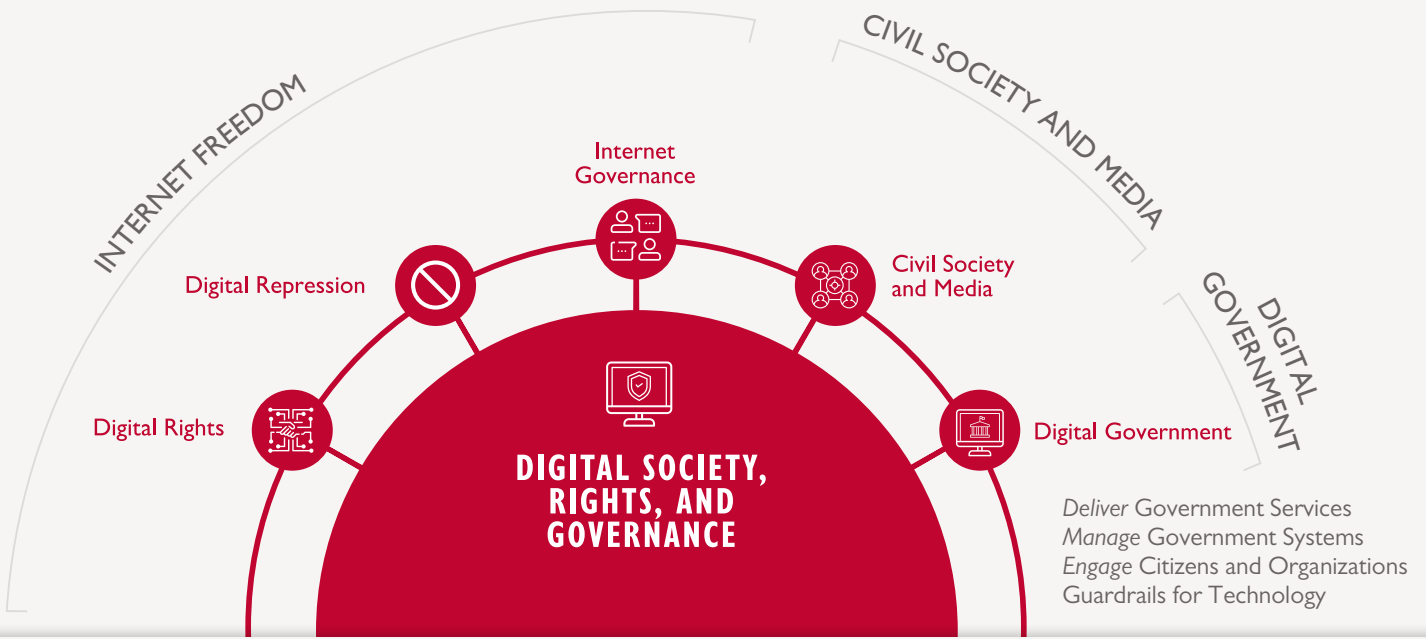 INTERNET FREEDOM
CIVIL SOCIETY AND MEDIA
DIGITAL
GOVERNMENT
Internet
Governance
Digital Repression
Civil Society
and Media
Digital Rights
Digital Government
DIGITAL SOCIETY,
RIGHTS, AND
GOVERNANCE
Deliver Government Services
Manage Government Systems
Engage Citizens and Organizations
Guardrails for Technology